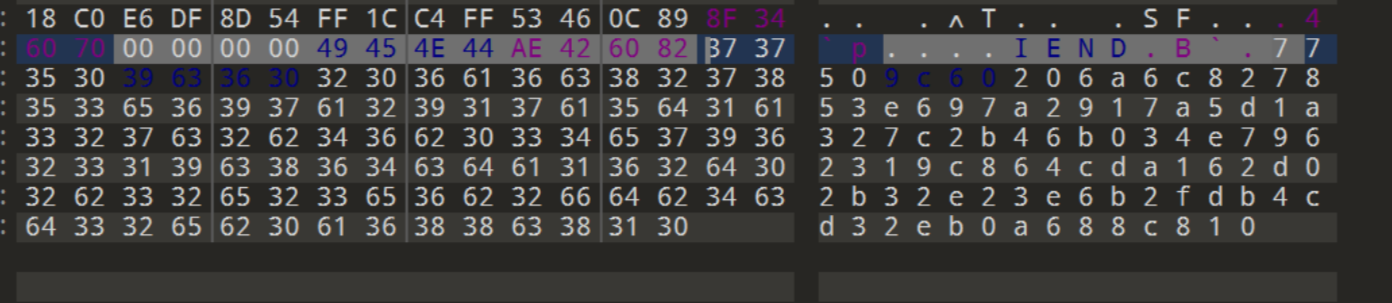 : 18 C0 E6 DF 8D 54 FF 1C C4 FF 53 46 0C 89 8F 34 . . . ^ T . . . S F . . . 4
: 60 70 00 00 00 00 49 45 4E 44 AE 42 60 82 37 37 ` p . . . . I E N D . B ` . 7 7
: 35 30 39 63 36 30 32 30 36 61 36 63 38 32 37 38 5 0 9 c 6 0 2 0 6 a 6 c 8 2 7 8
: 35 33 65 36 39 37 61 32 39 31 37 61 35 64 31 61 5 3 e 6 9 7 a 2 9 1 7 a 5 d 1 a
: 33 32 37 63 32 62 34 36 62 30 33 34 65 37 39 36 3 2 7 c 2 b 4 6 b 0 3 4 e 7 9 6
: 32 33 31 39 63 38 36 34 63 64 61 31 36 32 64 30 2 3 1 9 c 8 6 4 c d a 1 6 2 d 0
: 32 62 33 32 65 32 33 65 36 62 32 66 64 62 34 63 2 b 3 2 e 2 3 e 6 b 2 f d b 4 c
: 64 33 32 65 62 30 61 36 38 38 63 38 31 30 d 3 2 e b 0 a 6 8 8 c 8 1 0